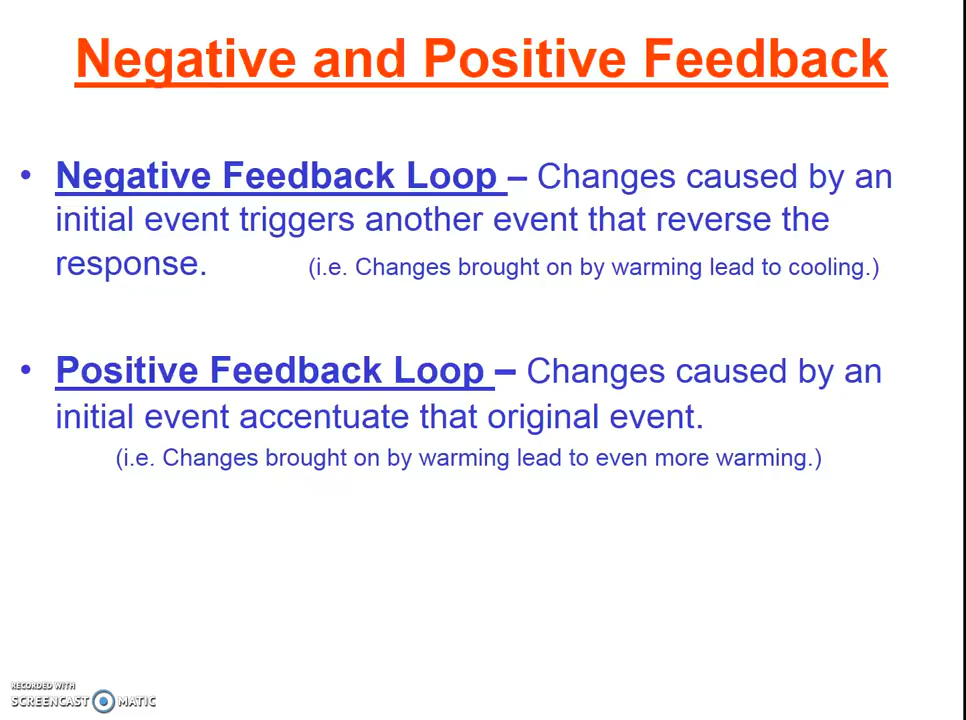 Negative and Positive Feedback
• Negative Feedback Loop – Changes caused by an
initial event triggers another event that reverse the
response. (i.e. Changes brought on by warming lead to cooling.)
• Positive Feedback Loop – Changes caused by an
initial event accentuate that original event.
(i.e. Changes brought on by warming lead to even more warming.)
RECORDED WITH
SCREENCAST MATIC